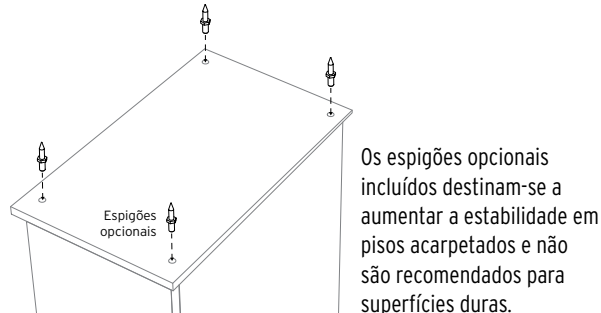 Espigões
opcionais
Os espigões opcionais
incluídos destinam-se a
aumentar a estabilidade em
pisos acarpetados e não
são recomendados para
superfícies duras.